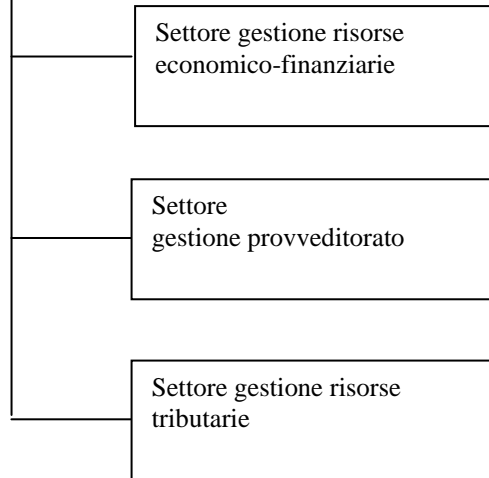 Settore gestione risorse
economico-finanziarie
Settore
gestione provveditorato
Settore gestione risorse
tributarie